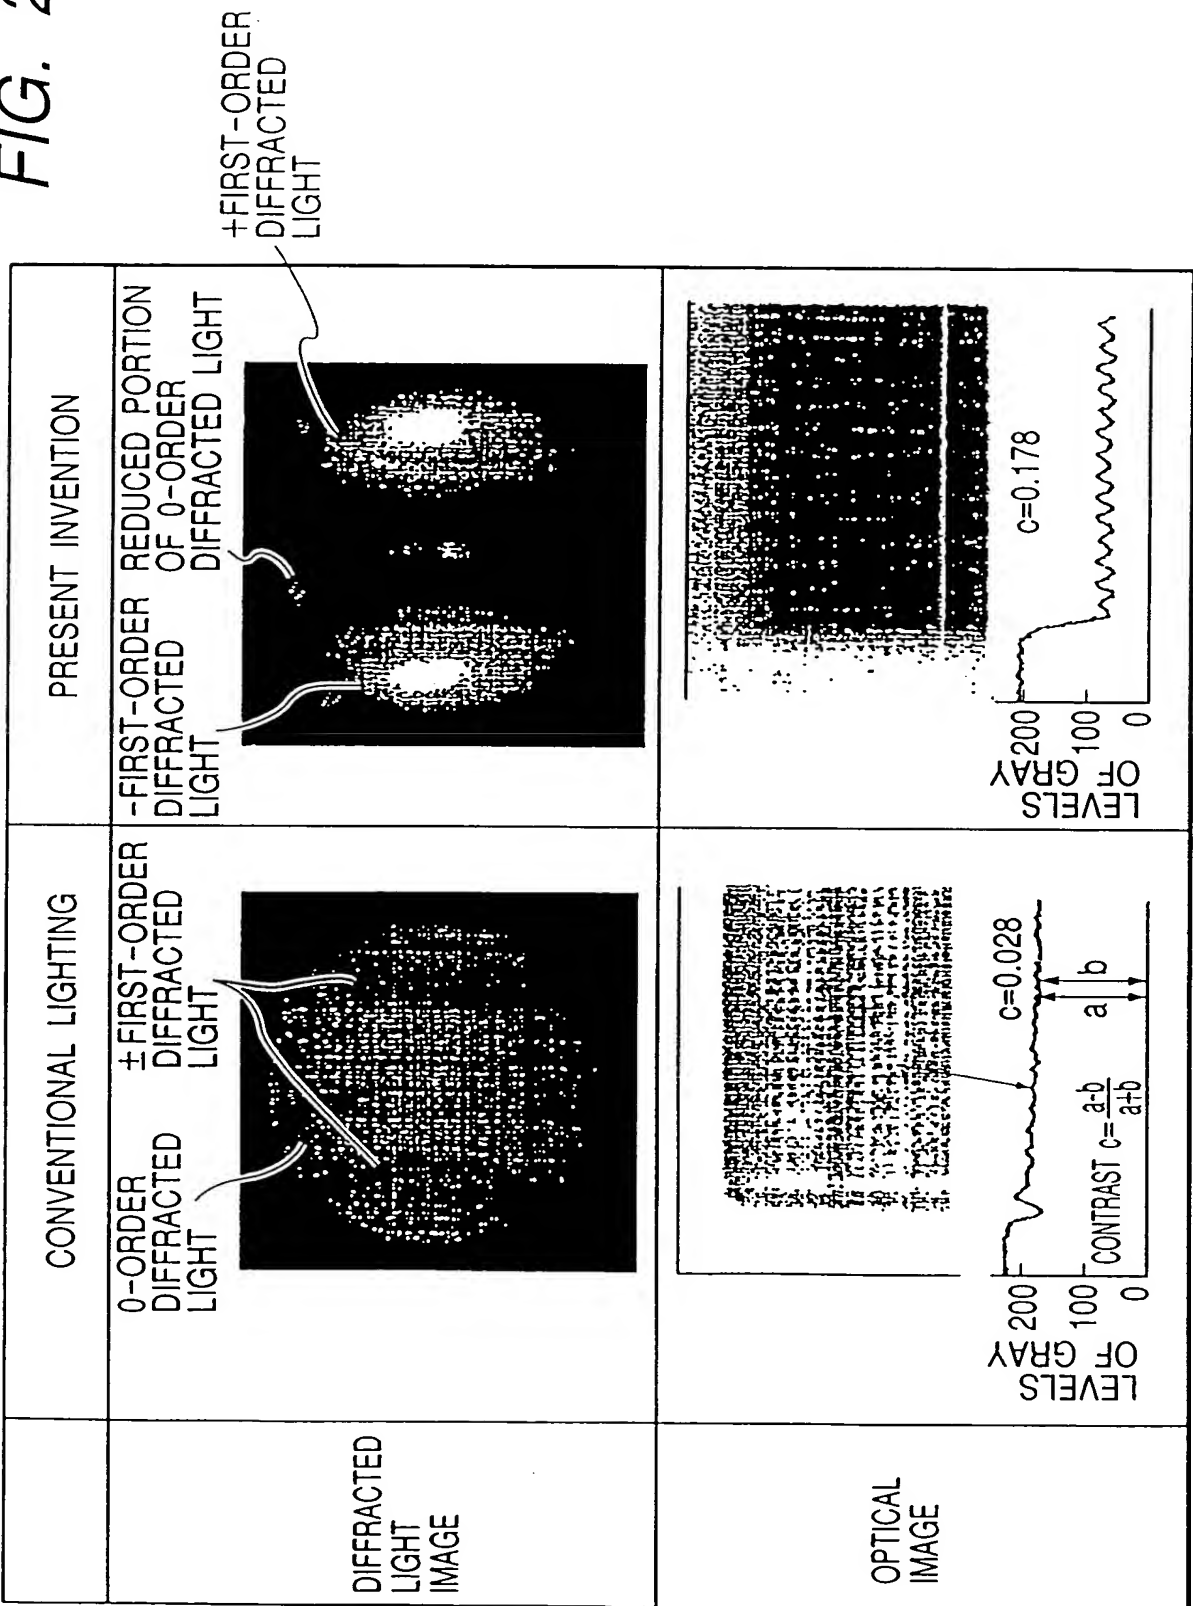 FIG. 2
CONVENTIONAL LIGHTING
PRESENT INVENTION
DIFFRACTED
LIGHT
IMAGE
0-ORDER
DIFFRACTED
LIGHT
±FIRST-ORDER
DIFFRACTED
LIGHT
-FIRST-ORDER
DIFFRACTED
LIGHT
REDUCED PORTION
OF 0-ORDER
DIFFRACTED LIGHT
+FIRST-ORDER
DIFFRACTED
LIGHT
OPTICAL
IMAGE
LEVELS
OF GRAY
200
100
0
CONTRAST c=a-b/a+b
c=0.028
a
b
LEVELS
OF GRAY
200
100
0
c=0.178